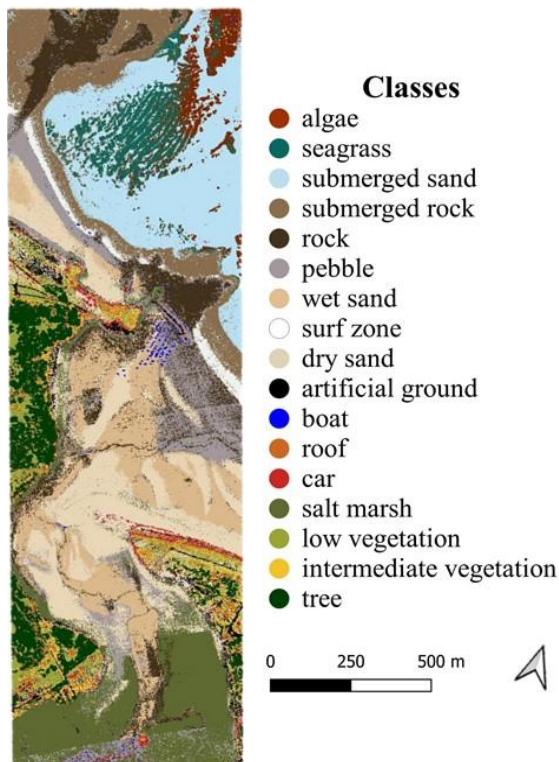 Classes
algae
seagrass
submerged sand
submerged rock
rock
pebble
wet sand
surf zone
dry sand
artificial ground
boat
roof
car
salt marsh
low vegetation
intermediate vegetation
tree
0 250 500 m